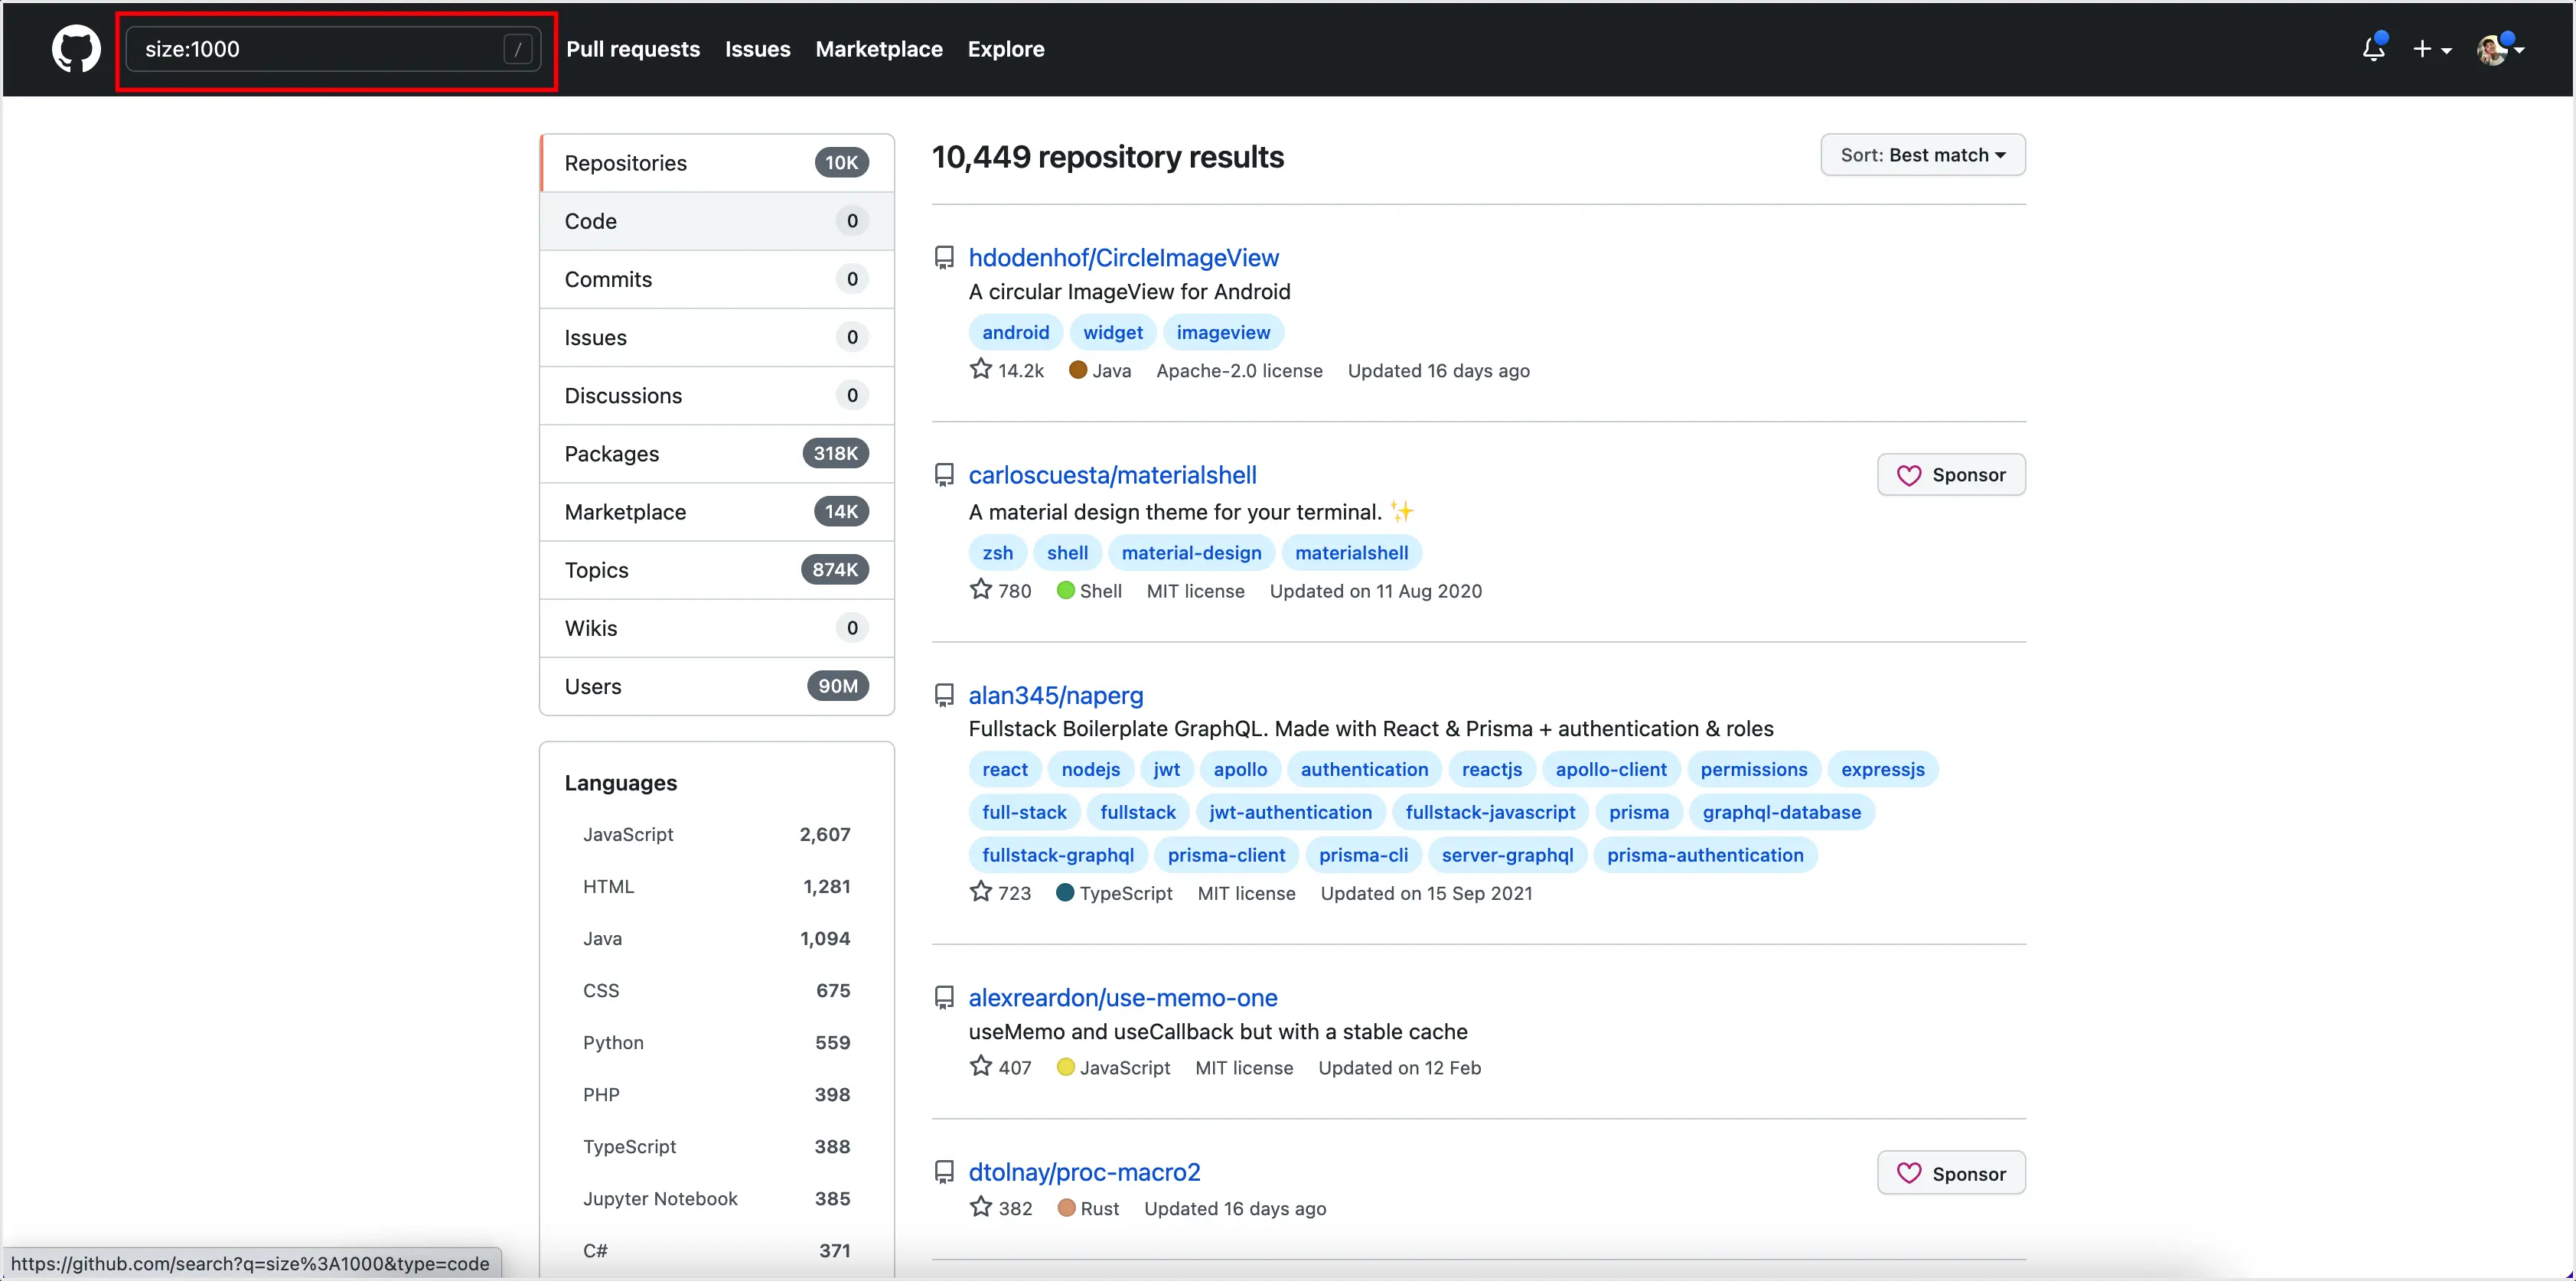 size:1000 /
Pull requests Issues Marketplace Explore
Repositories 10K
Code 0
Commits 0
Issues 0
Discussions 0
Packages 318K
Marketplace 14K
Topics 874K
Wikis 0
Users 90M
Languages
JavaScript 2,607
HTML 1,281
Java 1,094
CSS 675
Python 559
PHP 398
TypeScript 388
Jupyter Notebook 385
C# 371
10,449 repository results
Sort: Best match
hdodenhof/CircleImageView
A circular ImageView for Android
android widget imageview
14.2k Java Apache-2.0 license Updated 16 days ago
carloscuesta/materialshell
Sponsor
A material design theme for your terminal. ✨
zsh shell material-design materialshell
780 Shell MIT license Updated on 11 Aug 2020
alan345/naperg
Fullstack Boilerplate GraphQL. Made with React & Prisma + authentication & roles
react nodejs jwt apollo authentication reactjs apollo-client permissions expressjs
full-stack fullstack jwt-authentication fullstack-javascript prisma graphql-database
fullstack-graphql prisma-client prisma-cli server-graphql prisma-authentication
723 TypeScript MIT license Updated on 15 Sep 2021
alexreardon/use-memo-one
useMemo and useCallback but with a stable cache
407 JavaScript MIT license Updated on 12 Feb
dtolnay/proc-macro2
Sponsor
382 Rust Updated 16 days ago
https://github.com/search?q=size%3A1000&type=code